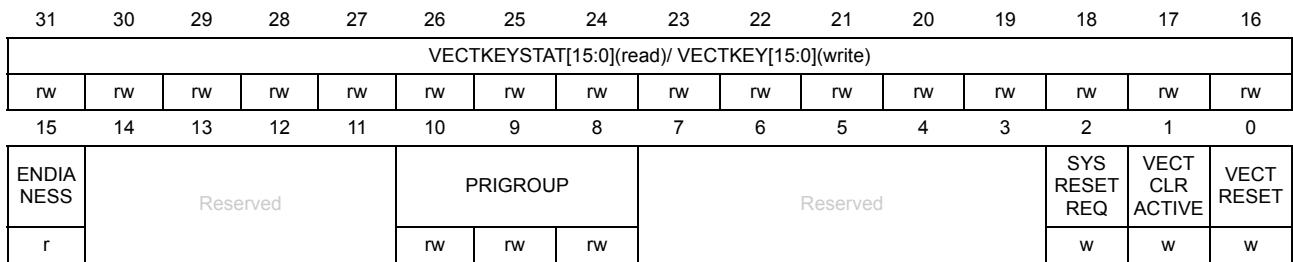 31 30 29 28 27 26 25 24 23 22 21 20 19 18 17 16
VECTKEYSTAT[15:0](read)/ VECTKEY[15:0](write)
rw rw rw rw rw rw rw rw rw rw rw rw rw rw rw rw
15 14 13 12 11 10 9 8 7 6 5 4 3 2 1 0
ENDIA
NESS
Reserved
PRIGROUP
Reserved
SYS
RESET
REQ
VECT
CLR
ACTIVE
VECT
RESET
r rw rw rw w w w